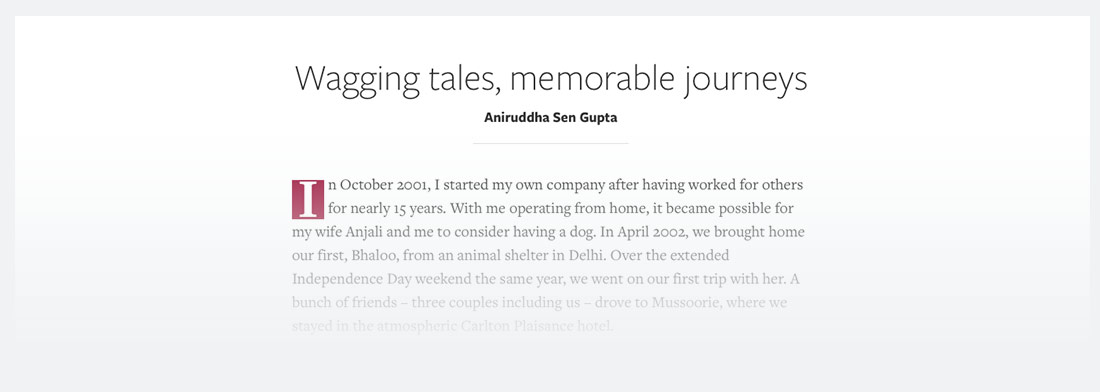 Wagging tales, memorable journeys
Aniruddha Sen Gupta
In October 2001, I started my own company after having worked for others
for nearly 15 years. With me operating from home, it became possible for
my wife Anjali and me to consider having a dog. In April 2002, we brought home
our first, Bhaloo, from an animal shelter in Delhi. Over the extended
Independence Day weekend the same year, we went on our first trip with her. A
bunch of friends – three couples including us – drove to Mussoorie, where we
stayed in the atmospheric Carlton Plaisance hotel.